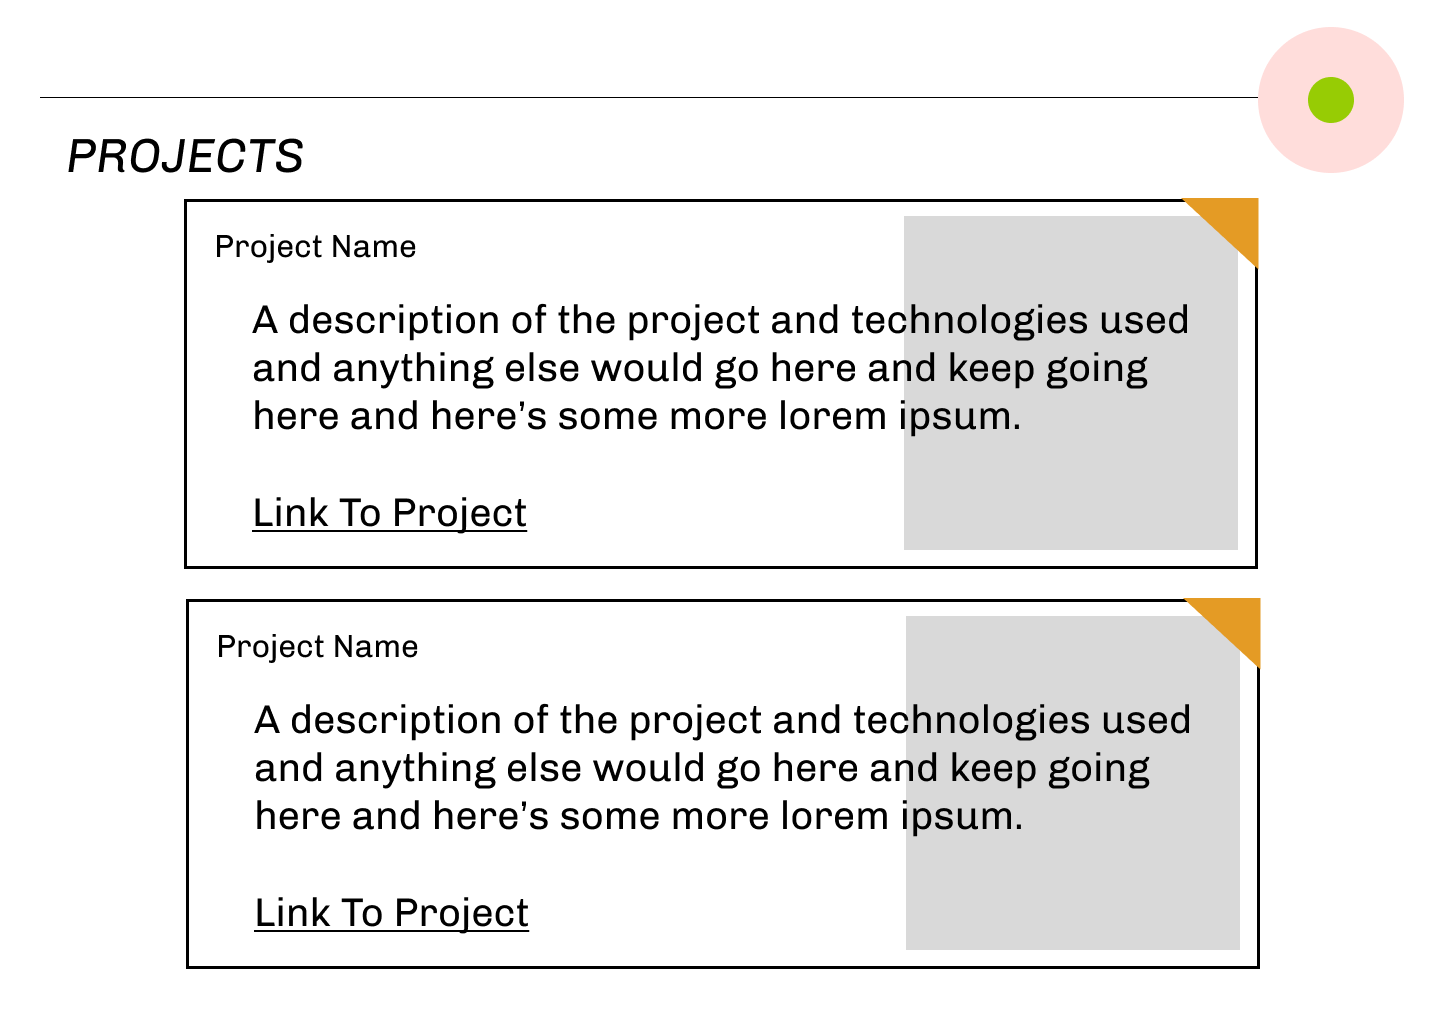 PROJECTS
Project Name
A description of the project and technologies used
and anything else would go here and keep going
here and here’s some more lorem ipsum.
Link To Project
Project Name
A description of the project and technologies used
and anything else would go here and keep going
here and here’s some more lorem ipsum.
Link To Project